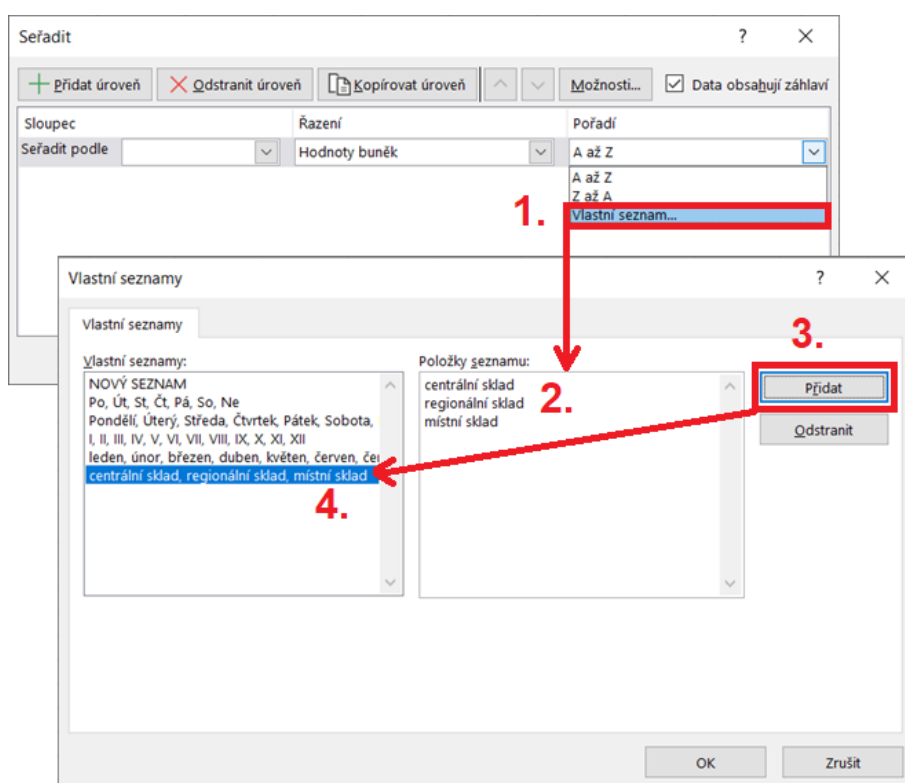 Seřadit ?
Přidat úroveň Odstranit úroveň Kopírovat úroveň Možnosti... Data obsahují záhlaví
Sloupec Řazení Pořadí
Seřadit podle Hodnoty buněk A až Z
A až Z
Z až A
1. Vlastní seznam...
Vlastní seznamy ?
Vlastní seznamy
3.
Vlastní seznamy: Položky seznamu:
NOVÝ SEZNAM
Po, Út, St, Čt, Pá, So, Ne
Pondělí, Úterý, Středa, Čtvrtek, Pátek, Sobota,
I, II, III, IV, V, VI, VII, VIII, IX, X, XI, XII
leden, únor, březen, duben, květen, červen, čer
centrální sklad, regionální sklad, místní sklad
4.
centrální sklad
regionální sklad
místní sklad
2.
Přidat
Odstranit
OK Zrušit